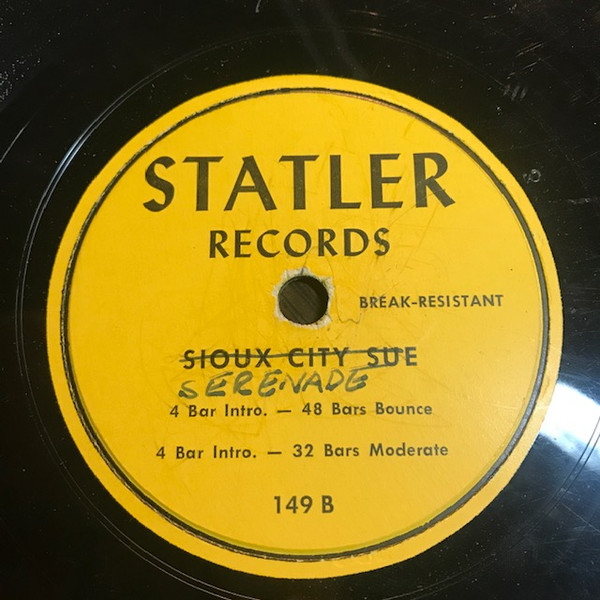 STATLER
RECORDS
BREAK-RESISTANT
SIOUX CITY SUE
SERENADE
4 Bar Intro. — 48 Bars Bounce
4 Bar Intro. — 32 Bars Moderate
149 B